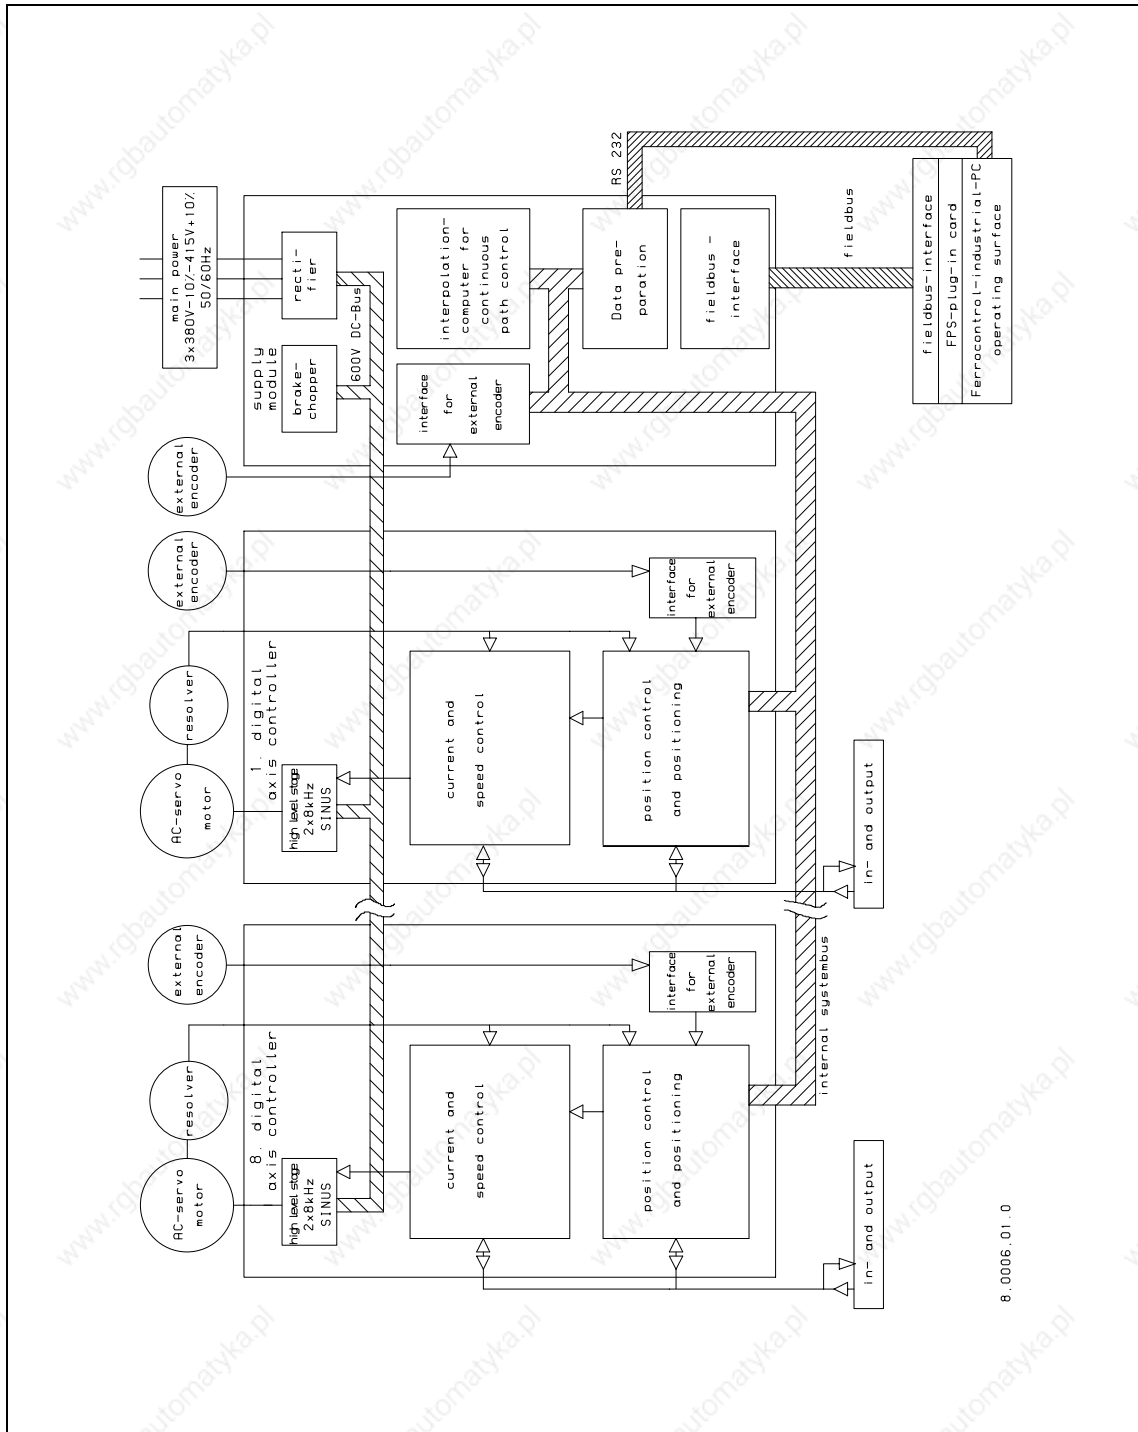 main power
3x380V-10%-415V+10%
50/60Hz
supply
module
recti-
fier
brake-
chopper
600V DC-Bus
interpolation-
computer for
continuous
path control
interface
for
external
encoder
RS 232
Data pre-
paration
fieldbus -
interface
fieldbus
fieldbus-interface
FPS-plug-in card
Ferrocontrol-industrial-PC
operating surface
external
encoder
external
encoder
resolver
AC-servo
motor
1. digital
axis controller
high level stage
2x8kHz
SINUS
current and
speed control
interface
for
external
encoder
position control
and positioning
in- and output
external
encoder
resolver
AC-servo
motor
8. digital
axis controller
high level stage
2x8kHz
SINUS
current and
speed control
interface
for
external
encoder
position control
and positioning
internal systembus
in- and output
8.0006.01.0
www.rgbautomatyka.pl